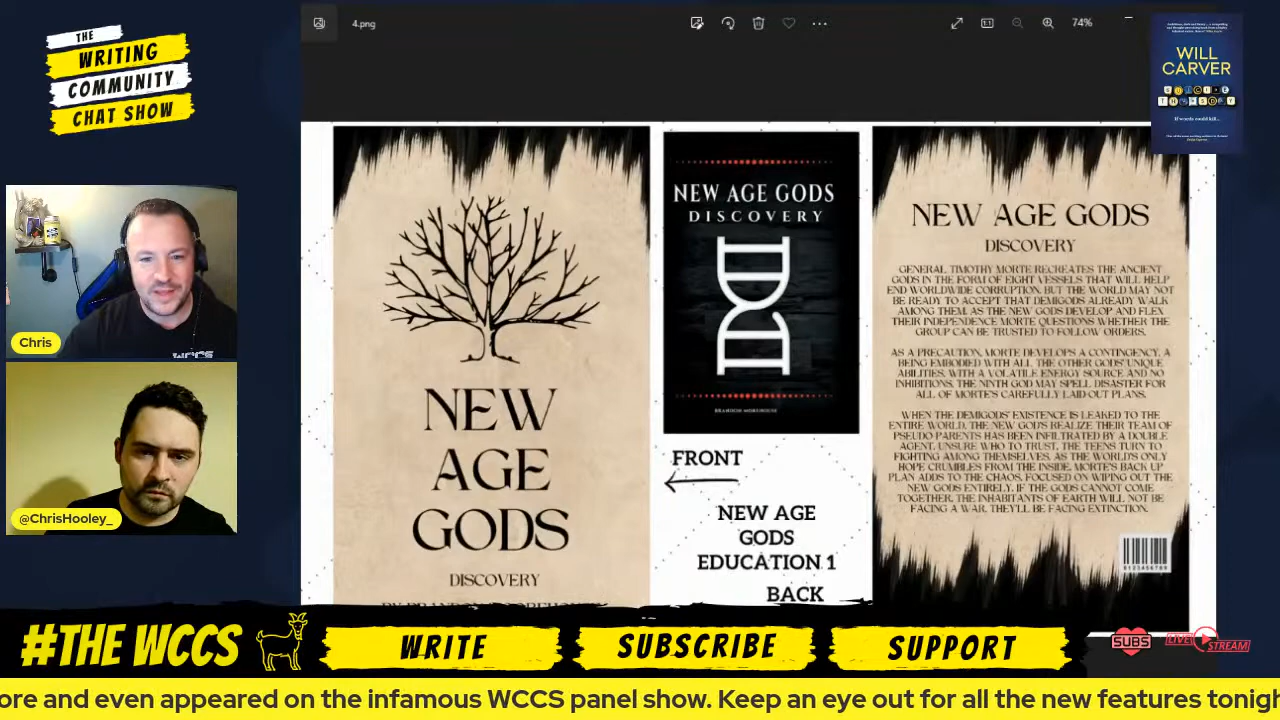 THE
WRITING
COMMUNITY
CHAT SHOW
4.png
74%
WILL
CARVER
If words could kill...
Chris
WCCS
@ChrisHooley_
NEW
AGE
GODS
DISCOVERY
NEW AGE GODS
DISCOVERY
FRONT
NEW AGE
GODS
EDUCATION 1
BACK
NEW AGE GODS
DISCOVERY
GENERAL TIMOTHY MORTE RECREATES THE ANCIENT
GODS IN THE FORM OF EIGHT VESSELS THAT WILL HELP
END WORLDWIDE CORRUPTION. BUT THE WORLD MAY NOT
BE READY TO ACCEPT THAT DEMIGODS ALREADY WALK
AMONG THEM. AS THE NEW GODS DEVELOP AND FLEX
THEIR INDEPENDENCE MORTE QUESTIONS WHETHER THE
GROUP CAN BE TRUSTED TO FOLLOW ORDERS.
AS A PRECAUTION, MORTE DEVELOPS A CONTINGENCY, A
BEING EMBODIED WITH ALL THE OTHER GODS' UNIQUE
ABILITIES. WITH A VOLATILE ENERGY SOURCE AND NO
INHIBITIONS, THE NINTH GOD MAY SPELL DISASTER FOR
ALL OF MORTE'S CAREFULLY LAID OUT PLANS.
WHEN THE DEMIGODS' EXISTENCE IS LEAKED TO THE
ENTIRE WORLD, THE NEW GODS REALIZE THEIR TEAM OF
PSEUDO PARENTS HAS BEEN INFILTRATED BY A DOUBLE
AGENT. UNSURE WHO TO TRUST, THE TEENS TURN TO
FIGHTING AMONG THEMSELVES. AS THE WORLD'S ONLY
HOPE CRUMBLES FROM THE INSIDE, MORTE'S BACK UP
PLAN ADDS TO THE CHAOS, FOCUSED ON WIPING OUT THE
NEW GODS ENTIRELY. IF THE GODS CANNOT COME
TOGETHER, THE INHABITANTS OF EARTH WILL NOT BE
FACING A WAR, THEY'LL BE FACING EXTINCTION.
#THE WCCS
WRITE
SUBSCRIBE
SUPPORT
SUBS
LIVE
STREAM
ore and even appeared on the infamous WCCS panel show. Keep an eye out for all the new features tonig